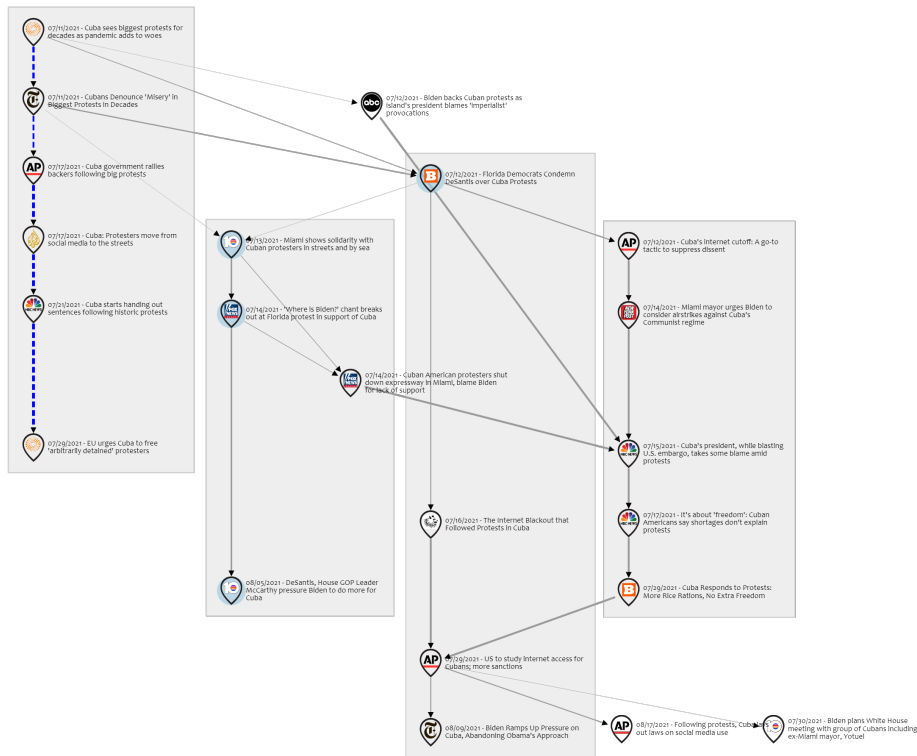 07/11/2021 - Cuba sees biggest protests for
decades as pandemic adds to woes
07/11/2021 - Cubans Denounce 'Misery' in
Biggest Protests in Decades
07/17/2021 - Cuba government rallies
backers following big protests
07/17/2021 - Cuba: Protesters move from
social media to the streets
07/21/2021 - Cuba starts handing out
sentences following historic protests
07/29/2021 - EU urges Cuba to free
'arbitrarily detained' protesters
07/13/2021 - Miami shows solidarity with
Cuban protesters in streets and by sea
07/14/2021 - 'Where is Biden?' chant breaks
out at Florida protest in support of Cuba
08/05/2021 - DeSantis, House GOP Leader
McCarthy pressure Biden to do more for
Cuba
abc
07/12/2021 - Biden backs Cuban protests as
island's president blames 'imperialist'
provocations
07/14/2021 - Cuban American protesters shut
down expressway in Miami, blame Biden
for lack of support
07/12/2021 - Florida Democrats Condemn
DeSantis over Cuba Protests
07/16/2021 - The Internet Blackout that
Followed Protests in Cuba
07/29/2021 - US to study internet access for
Cubans; more sanctions
08/09/2021 - Biden Ramps Up Pressure on
Cuba, Abandoning Obama's Approach
07/12/2021 - Cuba's internet cutoff: A go-to
tactic to suppress dissent
07/14/2021 - Miami mayor urges Biden to
consider airstrikes against Cuba's
Communist regime
07/15/2021 - Cuba's president, while blasting
U.S. embargo, takes some blame amid
protests
07/17/2021 - It's about 'freedom': Cuban
Americans say shortages don't explain
protests
07/29/2021 - Cuba Responds to Protests:
More Rice Rations, No Extra Freedom
08/17/2021 - Following protests, Cuba lays
out laws on social media use
07/30/2021 - Biden plans White House
meeting with group of Cubans including
ex-Miami mayor, Yotuel
AP
AP
AP
AP
B
B
NBC NEWS
NBC NEWS
NBC NEWS